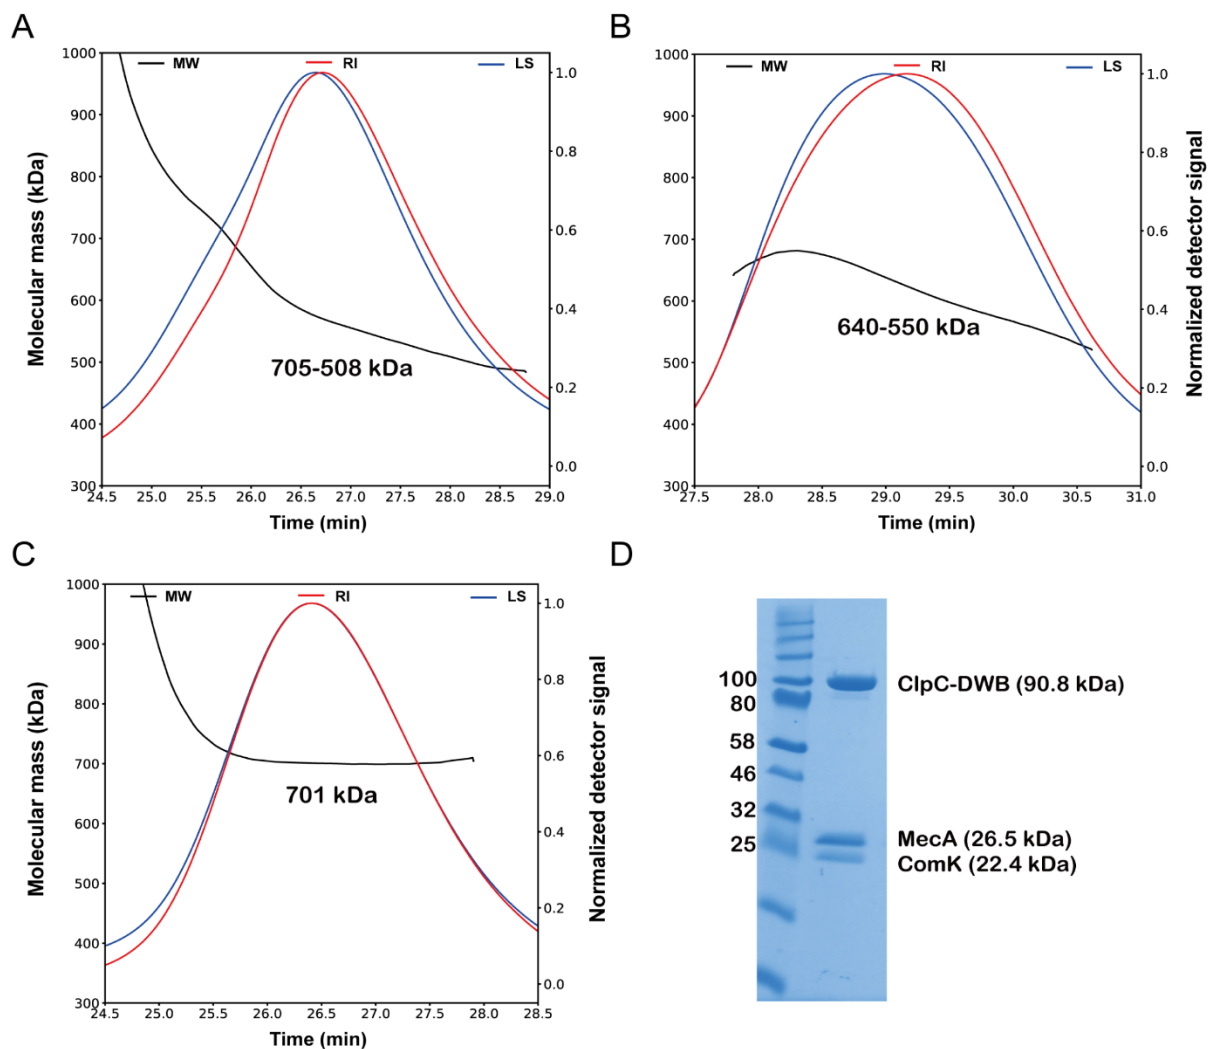 A
MW RI LS
1000
900
800
700
600
500
400
300
1.0
0.8
0.6
0.4
0.2
0.0
705-508 kDa
24.5 25.0 25.5 26.0 26.5 27.0 27.5 28.0 28.5 29.0
Time (min)
Molecular mass (kDa)
B
MW RI LS
1000
900
800
700
600
500
400
300
1.0
0.8
0.6
0.4
0.2
0.0
640-550 kDa
27.5 28.0 28.5 29.0 29.5 30.0 30.5 31.0
Time (min)
Normalized detector signal
C
MW RI LS
1000
900
800
700
600
500
400
300
1.0
0.8
0.6
0.4
0.2
0.0
701 kDa
24.5 25.0 25.5 26.0 26.5 27.0 27.5 28.0 28.5
Time (min)
Molecular mass (kDa)
Normalized detector signal
D
100
80
58
46
32
25
ClpC-DWB (90.8 kDa)
MecA (26.5 kDa)
ComK (22.4 kDa)